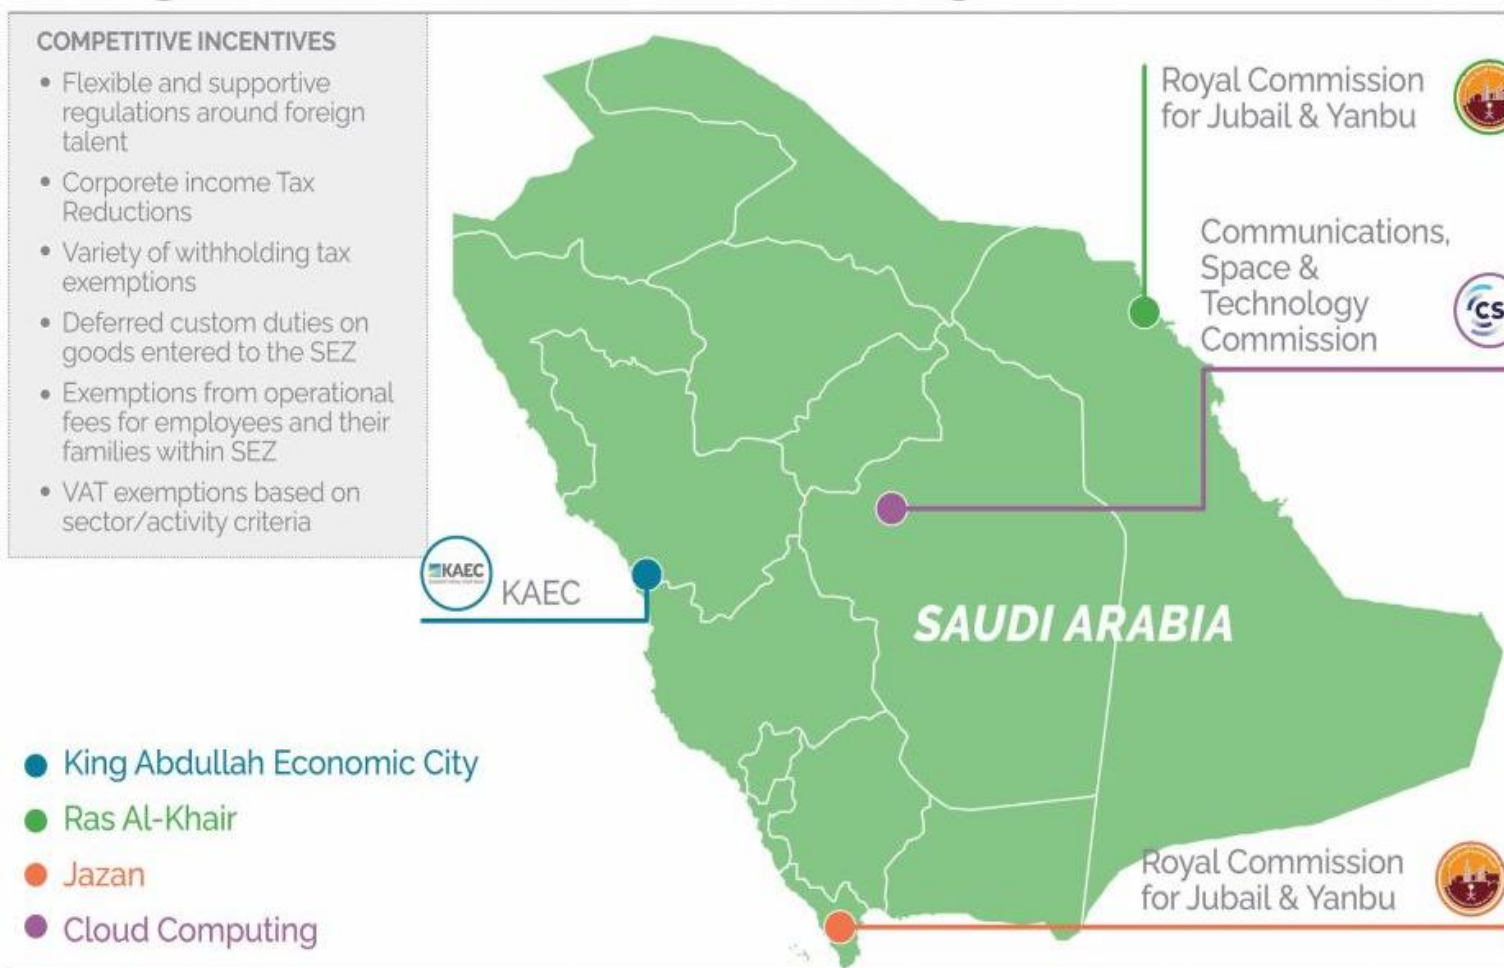 COMPETITIVE INCENTIVES
• Flexible and supportive
regulations around foreign
talent
• Corporete income Tax
Reductions
• Variety of withholding tax
exemptions
• Deferred custom duties on
goods entered to the SEZ
• Exemptions from operational
fees for employees and their
families within SEZ
• VAT exemptions based on
sector/activity criteria
Royal Commission
for Jubail & Yanbu
Communications,
Space &
Technology
Commission
CS
KAEC
KAEC
SAUDI ARABIA
King Abdullah Economic City
Ras Al-Khair
Jazan
Cloud Computing
Royal Commission
for Jubail & Yanbu